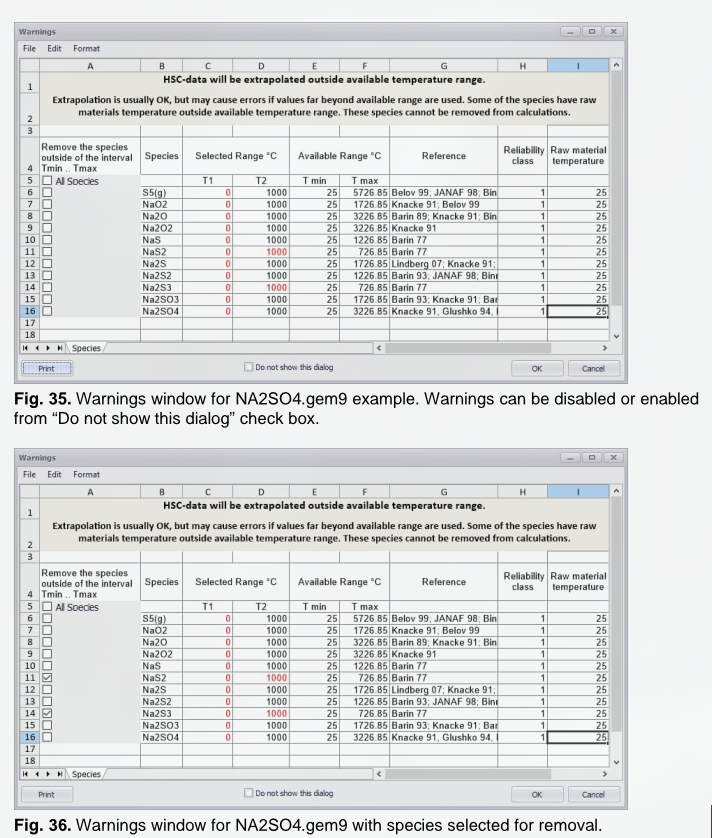 Warnings
File Edit Format
A B C D E F G H I
1 HSC-data will be extrapolated outside available temperature range.
Extrapolation is usually OK, but may cause errors if values far beyond available range are used. Some of the species have raw
2 materials temperature outside available temperature range. These species cannot be removed from calculations.
3
4 Remove the species outside of the interval Tmin .. Tmax Species Selected Range °C Available Range °C Reference Reliability class Raw material temperature
5 All Species T1 T2 T min T max
6 S5(g) 0 1000 25 5726.85 Belov 99; JANAF 98; Bin 1 25
7 NaO2 0 1000 25 1726.85 Knacke 91; Belov 99 1 25
8 Na2O 0 1000 25 3226.85 Barin 89; Knacke 91; Bin 1 25
9 Na2O2 0 1000 25 3226.85 Knacke 91 1 25
10 NaS 0 1000 25 1226.85 Barin 77 1 25
11 NaS2 0 1000 25 726.85 Barin 77 1 25
12 Na2S 0 1000 25 1726.85 Lindberg 07; Knacke 91; 1 25
13 Na2S2 0 1000 25 1226.85 Barin 93; JANAF 98; Bin 1 25
14 Na2S3 0 1000 25 726.85 Barin 77 1 25
15 Na2SO3 0 1000 25 1726.85 Barin 93; Knacke 91; Bar 1 25
16 Na2SO4 0 1000 25 3226.85 Knacke 91, Glushko 94, 1 25
17
18
Species
Print Do not show this dialog OK Cancel
Fig. 35. Warnings window for NA2SO4.gem9 example. Warnings can be disabled or enabled
from “Do not show this dialog” check box.
Warnings
File Edit Format
A B C D E F G H I
1 HSC-data will be extrapolated outside available temperature range.
Extrapolation is usually OK, but may cause errors if values far beyond available range are used. Some of the species have raw
2 materials temperature outside available temperature range. These species cannot be removed from calculations.
3
4 Remove the species outside of the interval Tmin .. Tmax Species Selected Range °C Available Range °C Reference Reliability class Raw material temperature
5 All Species T1 T2 T min T max
6 S5(g) 0 1000 25 5726.85 Belov 99; JANAF 98; Bin 1 25
7 NaO2 0 1000 25 1726.85 Knacke 91; Belov 99 1 25
8 Na2O 0 1000 25 3226.85 Barin 89; Knacke 91; Bin 1 25
9 Na2O2 0 1000 25 3226.85 Knacke 91 1 25
10 NaS 0 1000 25 1226.85 Barin 77 1 25
11 NaS2 0 1000 25 726.85 Barin 77 1 25
12 Na2S 0 1000 25 1726.85 Lindberg 07; Knacke 91; 1 25
13 Na2S2 0 1000 25 1226.85 Barin 93; JANAF 98; Bin 1 25
14 Na2S3 0 1000 25 726.85 Barin 77 1 25
15 Na2SO3 0 1000 25 1726.85 Barin 93; Knacke 91; Bar 1 25
16 Na2SO4 0 1000 25 3226.85 Knacke 91, Glushko 94, 1 25
17
18
Species
Print Do not show this dialog OK Cancel
Fig. 36. Warnings window for NA2SO4.gem9 with species selected for removal.